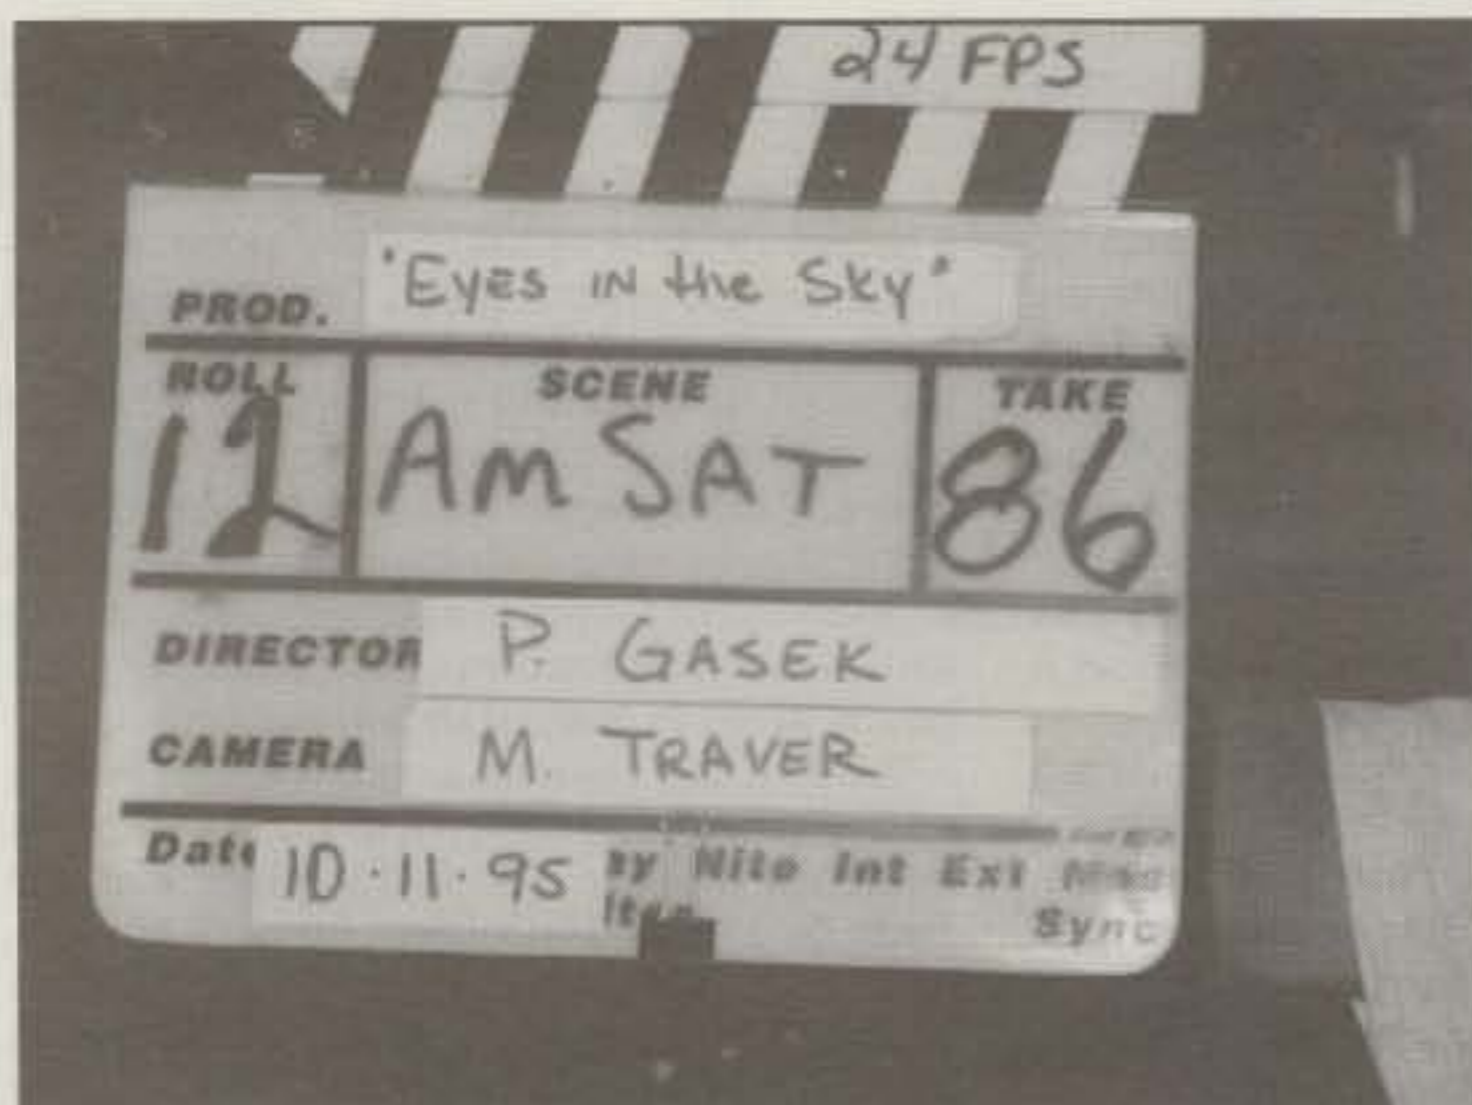 24 FPS
PROD. "Eyes in the Sky"
ROLL SCENE TAKE
12 AMSAT 86
DIRECTOR P. GASEK
CAMERA M. TRAVER
Date 10·11·95 Nite Int Ext
Sync